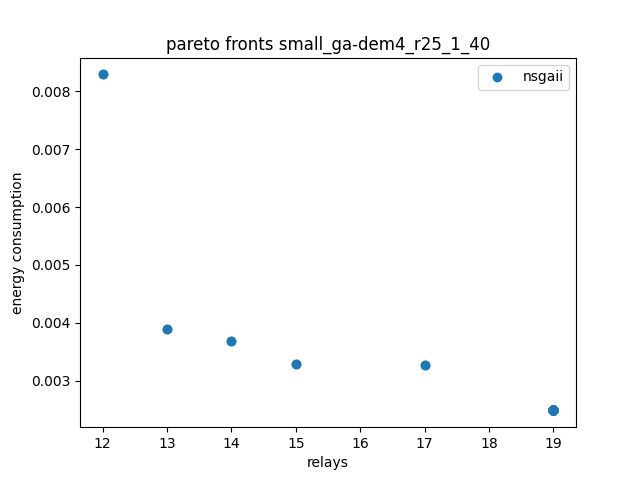 pareto fronts small_ga-dem4_r25_1_40
nsgaii
0.008
0.007
0.006
0.005
0.004
0.003
energy consumption
12 13 14 15 16 17 18 19
relays